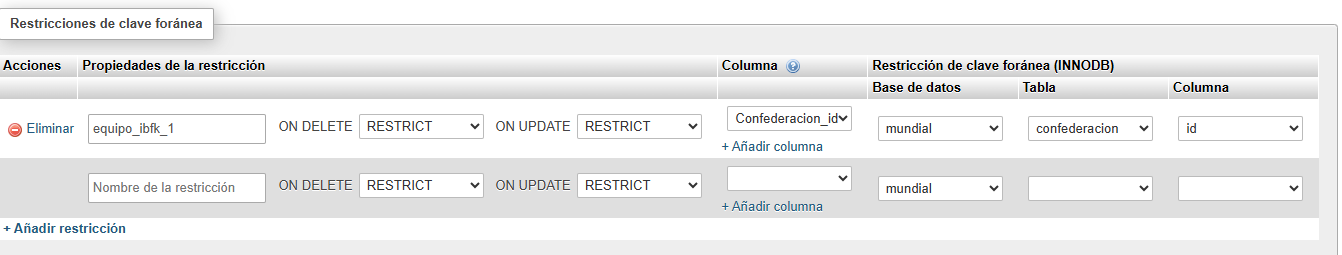 Restricciones de clave foránea
Acciones Propiedades de la restricción Columna Restricción de clave foránea (INNODB)
Base de datos Tabla Columna
Eliminar equipo_ibfk_1 ON DELETE RESTRICT ON UPDATE RESTRICT Confederacion_id mundial confederacion id
+ Añadir columna
Nombre de la restricción ON DELETE RESTRICT ON UPDATE RESTRICT mundial
+ Añadir columna
+ Añadir restricción